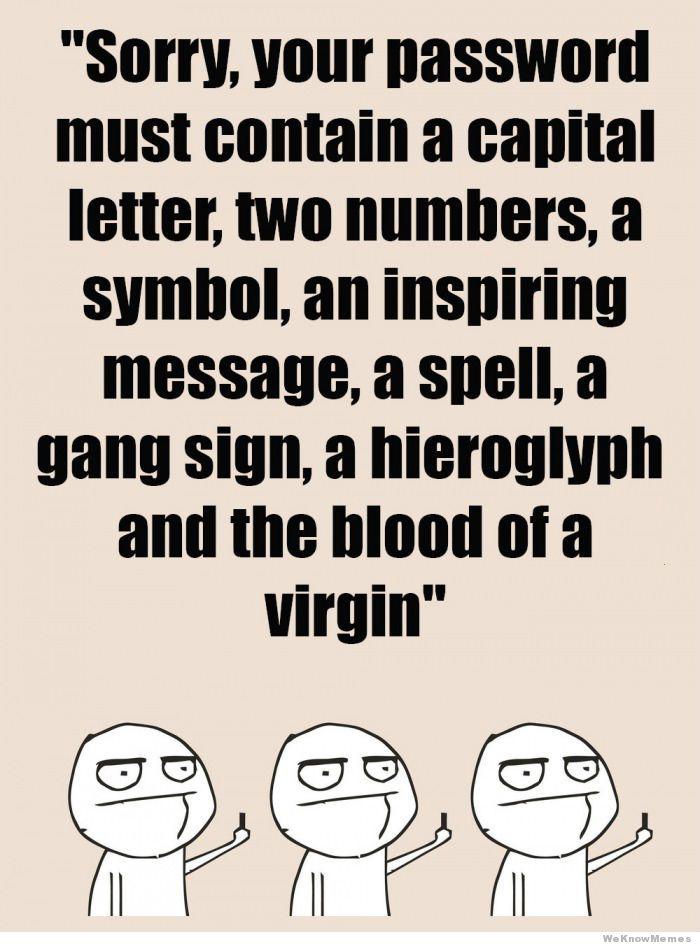 "Sorry, your password
must contain a capital
letter, two numbers, a
symbol, an inspiring
message, a spell, a
gang sign, a hieroglyph
and the blood of a
virgin"
WeKnowMemes